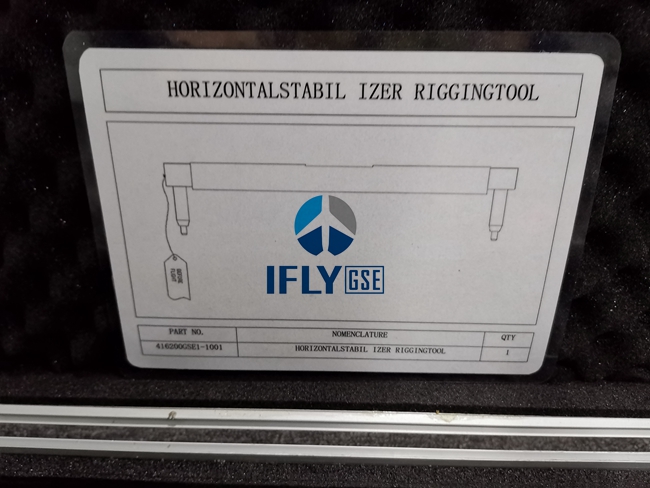 HORIZONTALSTABIL IZER RIGGINGTOOL
IFLY GSE
PART NO. NOMENCLATURE QTY
416200GSE1-1001 HORIZONTALSTABIL IZER RIGGINGTOOL 1